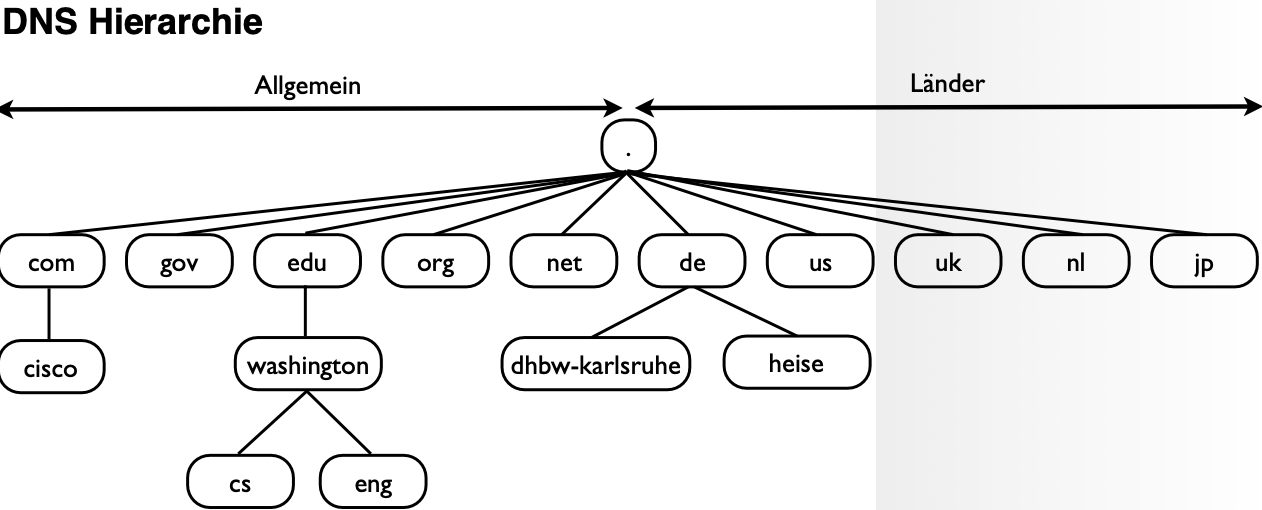 DNS Hierarchie
Allgemein
Länder
.
com
gov
edu
org
net
de
us
uk
nl
jp
cisco
washington
dhbw-karlsruhe
heise
cs
eng